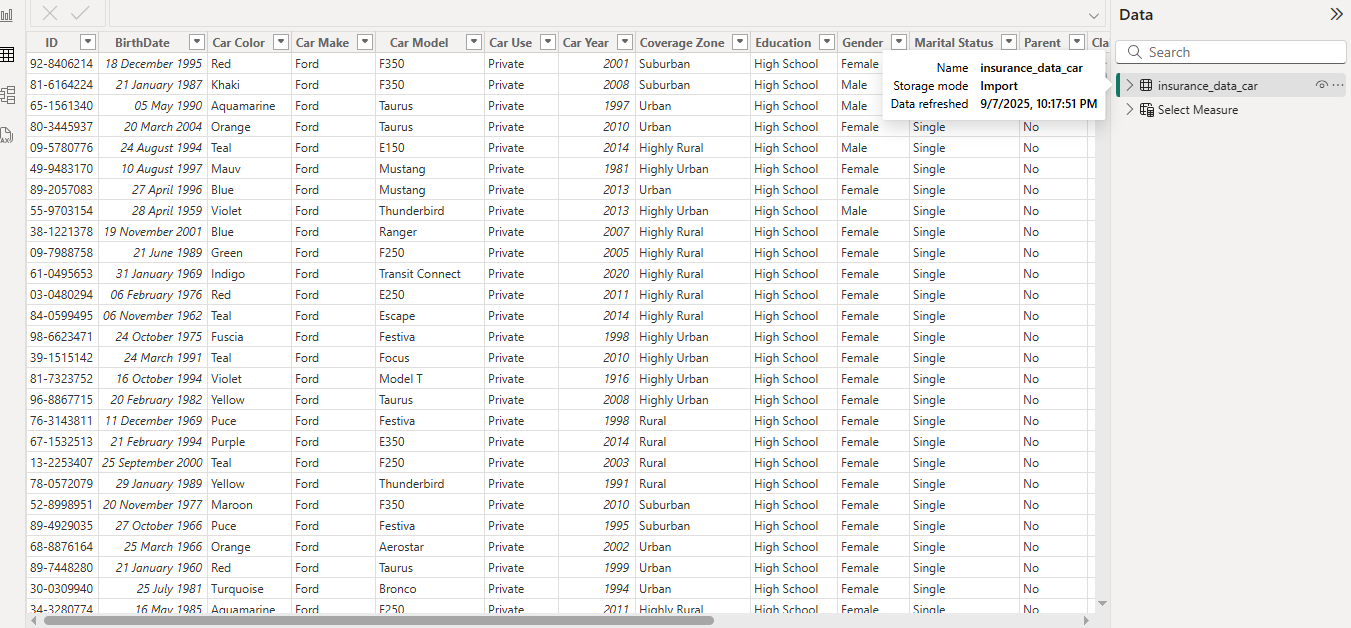 Data
ID BirthDate Car Color Car Make Car Model Car Use Car Year Coverage Zone Education Gender Marital Status Parent Cla
Search
92-8406214 18 December 1995 Red Ford F350 Private 2001 Suburban High School Female
Name insurance_data_car
81-6164224 21 January 1987 Khaki Ford F350 Private 2008 Suburban High School Male
Storage mode Import
insurance_data_car
65-1561340 05 May 1990 Aquamarine Ford Taurus Private 1997 Urban High School Male
Data refreshed 9/7/2025, 10:17:51 PM
Select Measure
80-3445937 20 March 2004 Orange Ford Taurus Private 2010 Urban High School Female Single No
09-5780776 24 August 1994 Teal Ford E150 Private 2014 Highly Rural High School Male Single No
49-9483170 10 August 1997 Mauv Ford Mustang Private 1981 Highly Urban High School Female Single No
89-2057083 27 April 1996 Blue Ford Mustang Private 2013 Urban High School Female Single No
55-9703154 28 April 1959 Violet Ford Thunderbird Private 2013 Highly Urban High School Male Single No
38-1221378 19 November 2001 Blue Ford Ranger Private 2007 Highly Rural High School Female Single No
09-7988758 21 June 1989 Green Ford F250 Private 2005 Highly Rural High School Female Single No
61-0495653 31 January 1969 Indigo Ford Transit Connect Private 2020 Highly Rural High School Female Single No
03-0480294 06 February 1976 Red Ford E250 Private 2011 Highly Rural High School Female Single No
84-0599495 06 November 1962 Teal Ford Escape Private 2014 Highly Rural High School Female Single No
98-6623471 24 October 1975 Fuscia Ford Festiva Private 1998 Highly Urban High School Female Single No
39-1515142 24 March 1991 Teal Ford Focus Private 2010 Highly Urban High School Female Single No
81-7323752 16 October 1994 Violet Ford Model T Private 1916 Highly Urban High School Female Single No
96-8867715 20 February 1982 Yellow Ford Taurus Private 2008 Highly Urban High School Female Single No
76-3143811 11 December 1969 Puce Ford Festiva Private 1998 Rural High School Female Single No
67-1532513 21 February 1994 Purple Ford E350 Private 2014 Rural High School Female Single No
13-2253407 25 September 2000 Teal Ford F250 Private 2003 Rural High School Female Single No
78-0572079 29 January 1989 Yellow Ford Thunderbird Private 1991 Rural High School Female Single No
52-8998951 20 November 1977 Maroon Ford F350 Private 2010 Suburban High School Female Single No
89-4929035 27 October 1966 Puce Ford Festiva Private 1995 Suburban High School Female Single No
68-8876164 25 March 1966 Orange Ford Aerostar Private 2002 Urban High School Female Single No
89-7448280 21 January 1960 Red Ford Taurus Private 1999 Urban High School Female Single No
30-0309940 25 July 1981 Turquoise Ford Bronco Private 1994 Urban High School Female Single No
34-3280774 16 May 1985 Aquamarine Ford F250 Private 2011 Highly Rural High School Female Single No